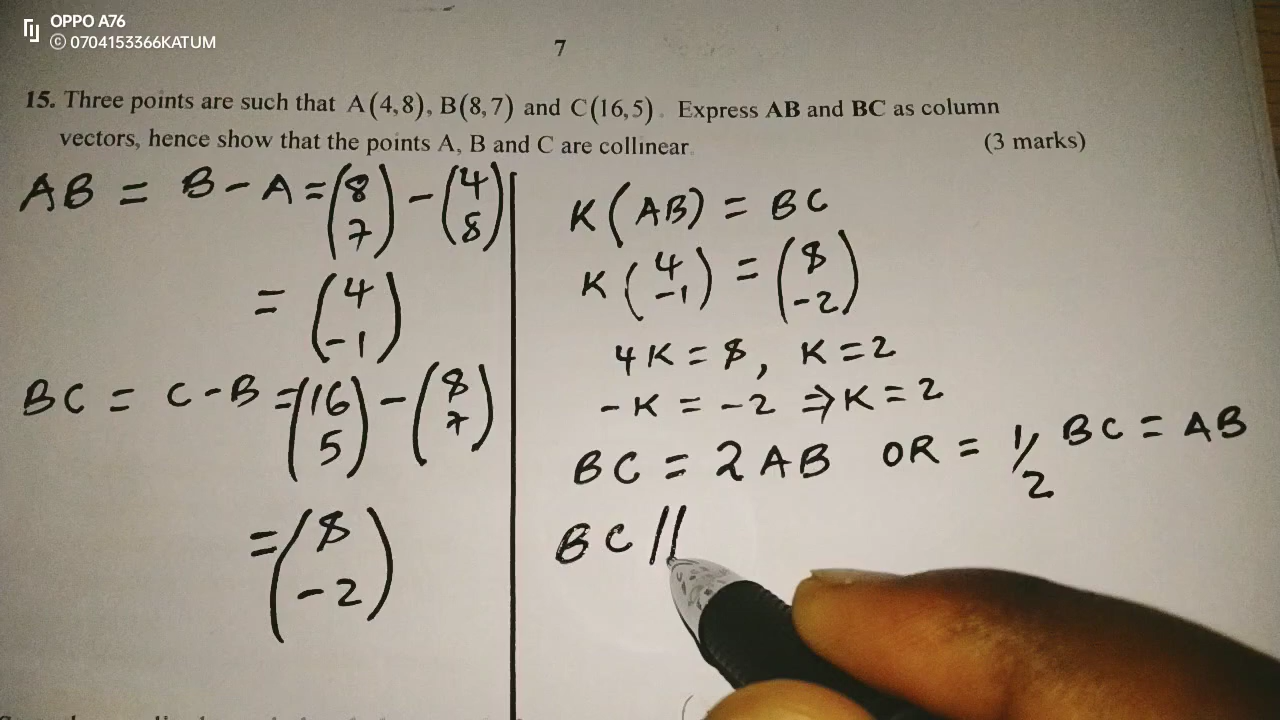 OPPO A76
© 0704153366KATUM
7
15. Three points are such that A(4,8), B(8,7) and C(16,5). Express AB and BC as column
vectors, hence show that the points A, B and C are collinear.
(3 marks)
AB = B - A = (8 7) - (4 8)
= (4 -1)
BC = C - B = (16 5) - (8 7)
= (8 -2)
K(AB) = BC
K(4 -1) = (8 -2)
4K = 8, K = 2
-K = -2 ⇒ K = 2
BC = 2AB OR = 1/2 BC = AB
BC //